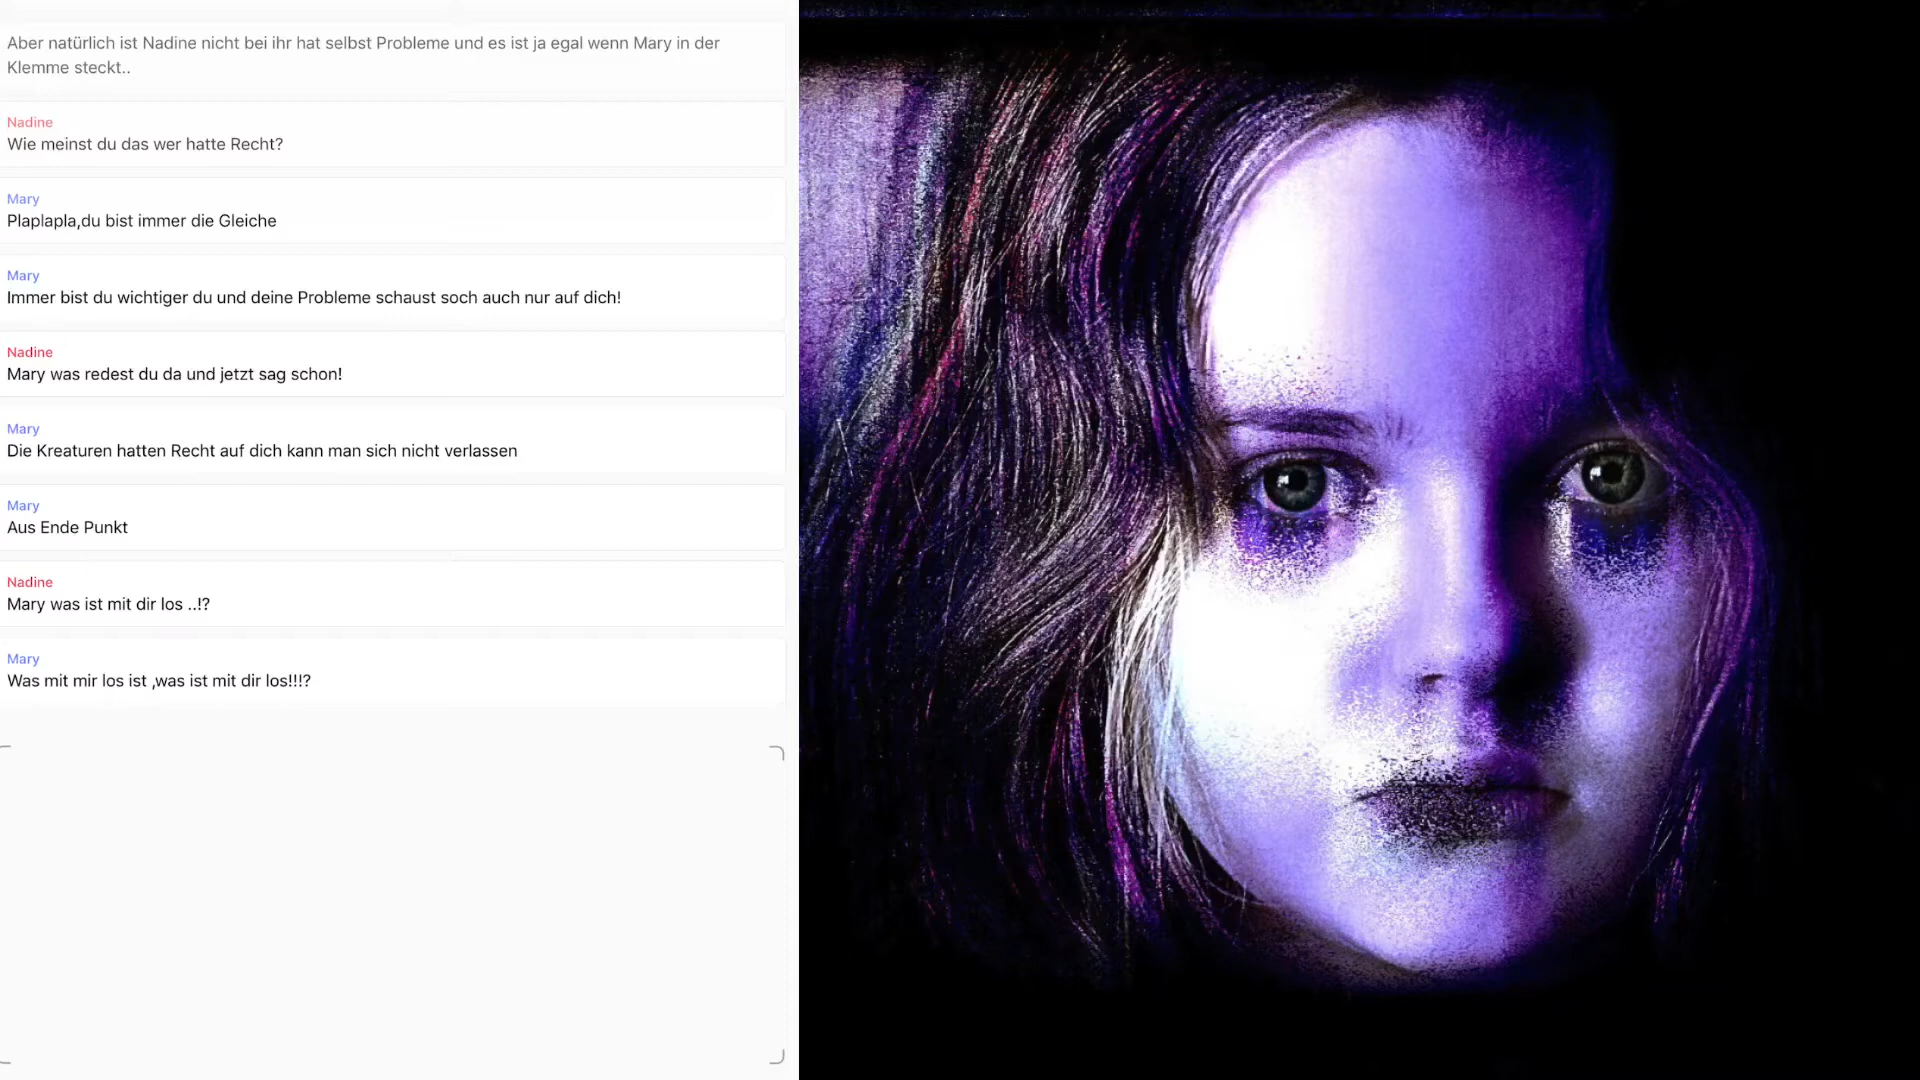 Aber natürlich ist Nadine nicht bei ihr hat selbst Probleme und es ist ja egal wenn Mary in der
Klemme steckt..
Nadine
Wie meinst du das wer hatte Recht?
Mary
Plaplapla,du bist immer die Gleiche
Mary
Immer bist du wichtiger du und deine Probleme schaust soch auch nur auf dich!
Nadine
Mary was redest du da und jetzt sag schon!
Mary
Die Kreaturen hatten Recht auf dich kann man sich nicht verlassen
Mary
Aus Ende Punkt
Nadine
Mary was ist mit dir los ..!?
Mary
Was mit mir los ist ,was ist mit dir los!!!?